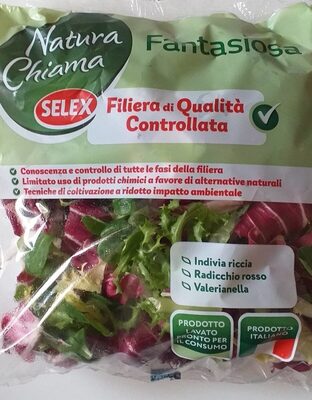 Natura
Chiama
Fantasiosa
SELEX
Filiera di Qualità
Controllata
Conoscenza e controllo di tutte le fasi della filiera
Limitato uso di prodotti chimici a favore di alternative naturali
Tecniche di coltivazione a ridotto impatto ambientale
Indivia riccia
Radicchio rosso
Valerianella
PRODOTTO
LAVATO
PRONTO PER
IL CONSUMO
PRODOTTO
ITALIANO